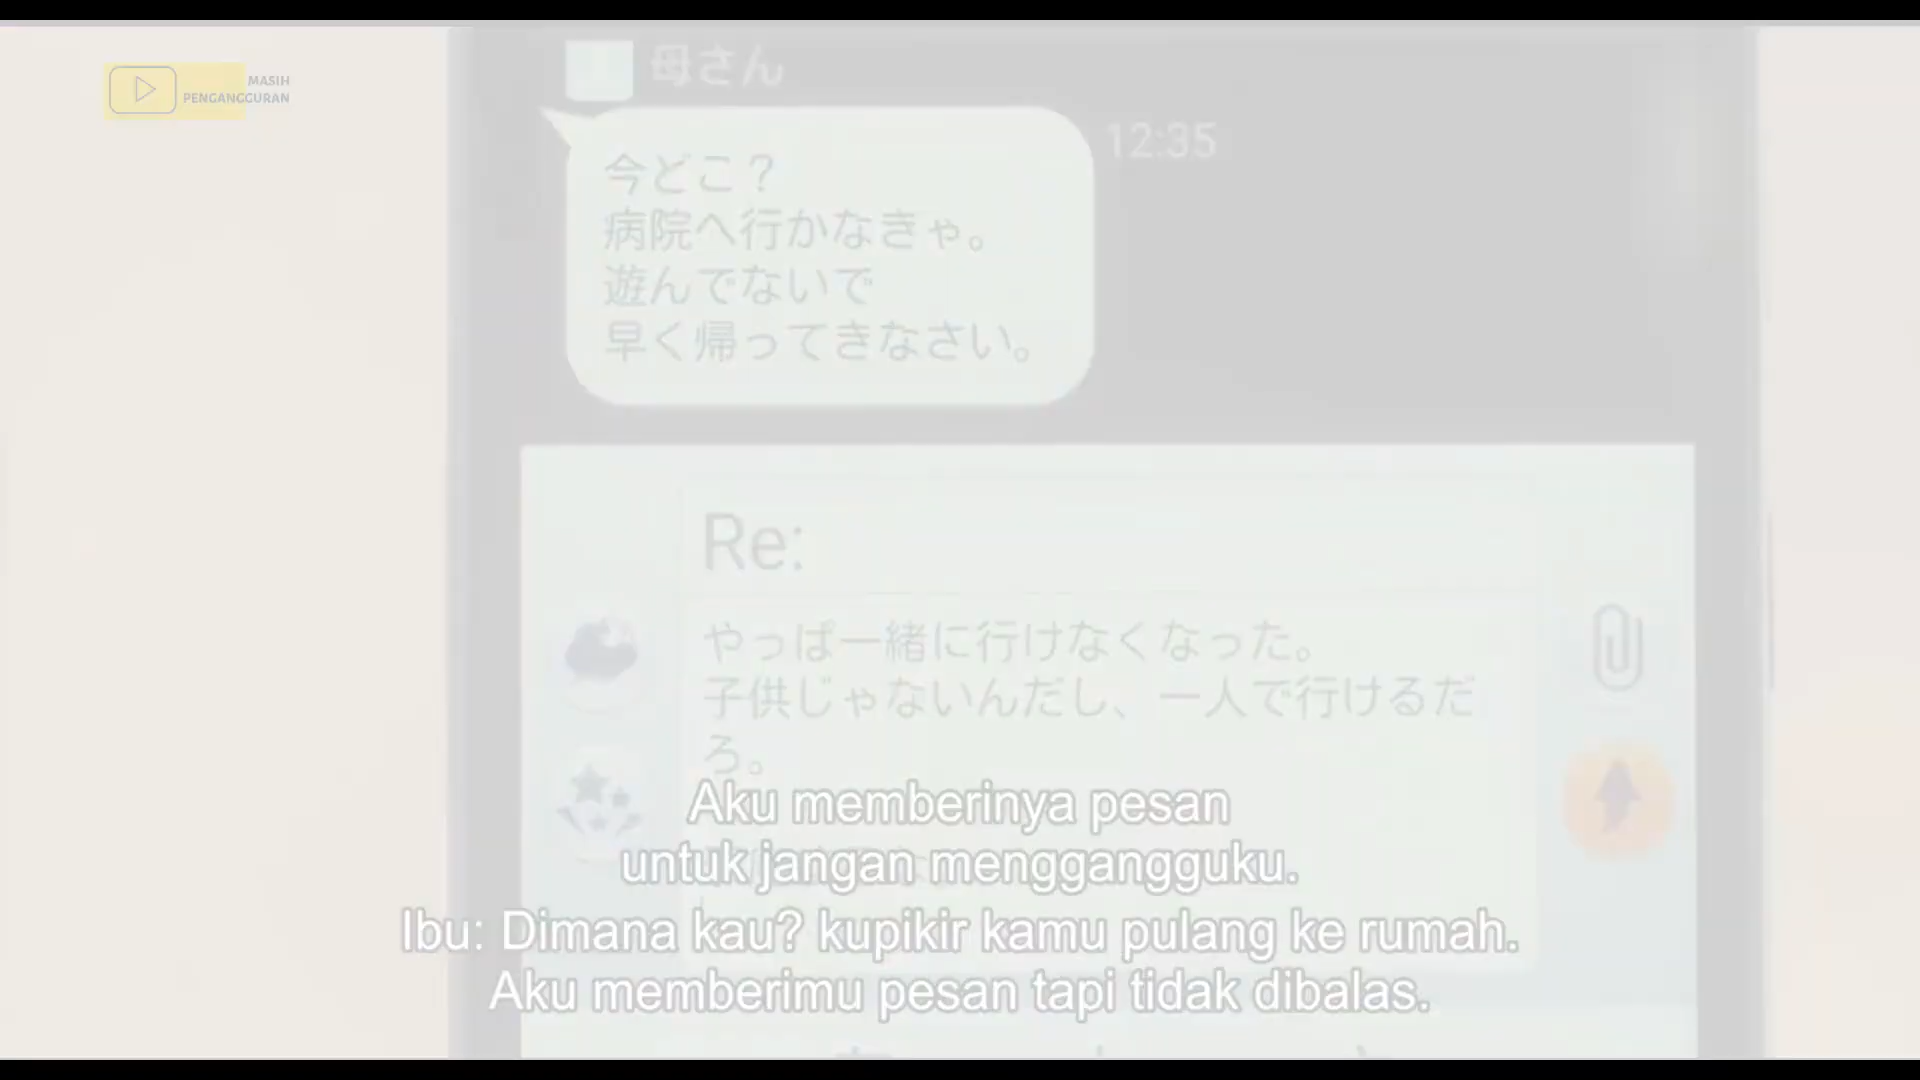 母さん
MASIH
PENGANGGURAN
12:35
今どこ？
病院へ行かなきゃ。
遊んでないで
早く帰ってきなさい。
Re:
やっぱ一緒に行けなくなった。
子供じゃないんだし、一人で行けるだ
ろ。
Aku memberinya pesan
untuk jangan menggangguku.
Ibu: Dimana kau? kupikir kamu pulang ke rumah.
Aku memberimu pesan tapi tidak dibalas.